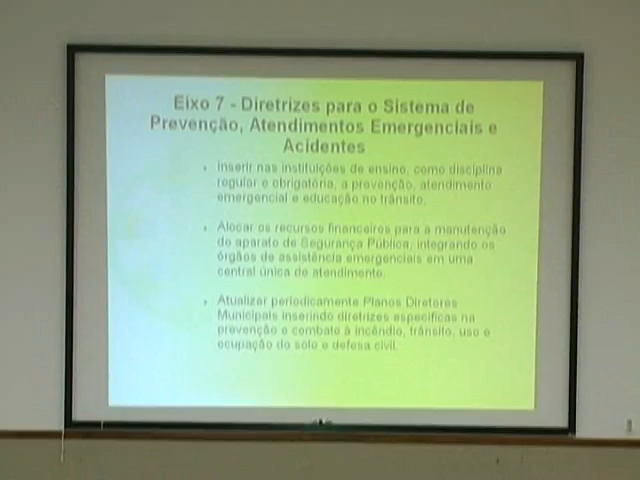 Eixo 7 - Diretrizes para o Sistema de
Prevenção, Atendimentos Emergenciais e
Acidentes
• Inserir nas instituições de ensino, como disciplina
regular e obrigatória, a prevenção, atendimento
emergencial e educação no trânsito.
• Alocar os recursos financeiros para a manutenção
do aparato de Segurança Pública, integrando os
órgãos de assistência emergenciais em uma
central única de atendimento.
• Atualizar periodicamente Planos Diretores
Municipais inserindo diretrizes específicas na
prevenção e combate à incêndio, trânsito, uso e
ocupação do solo e defesa civil.